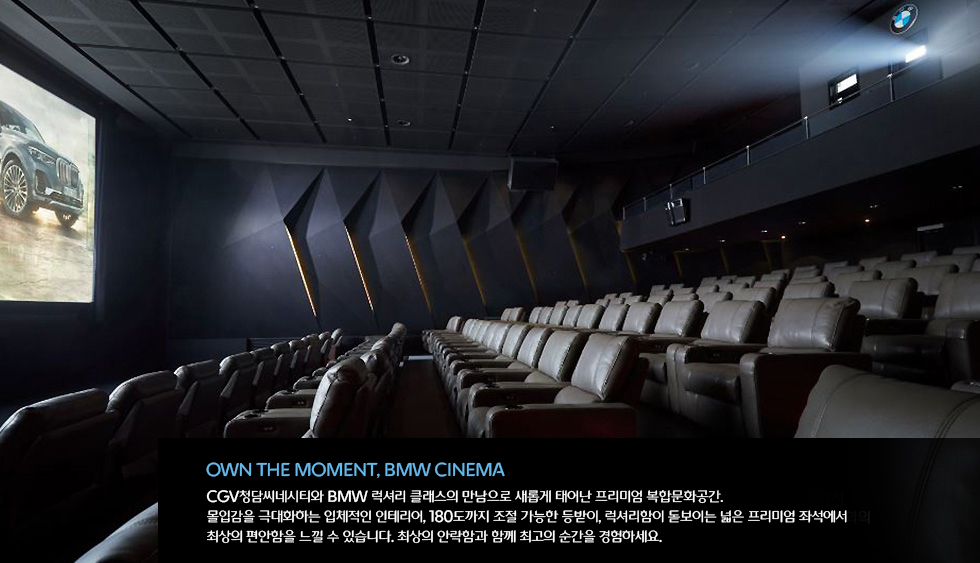 BMW
OWN THE MOMENT, BMW CINEMA
CGV청담씨네시티와 BMW 럭셔리 클래스의 만남으로 새롭게 태어난 프리미엄 복합문화공간.
몰입감을 극대화하는 입체적인 인테리어, 180도까지 조절 가능한 등받이, 럭셔리함이 돋보이는 넓은 프리미엄 좌석에서
최상의 편안함을 느낄 수 있습니다. 최상의 안락함과 함께 최고의 순간을 경험하세요.